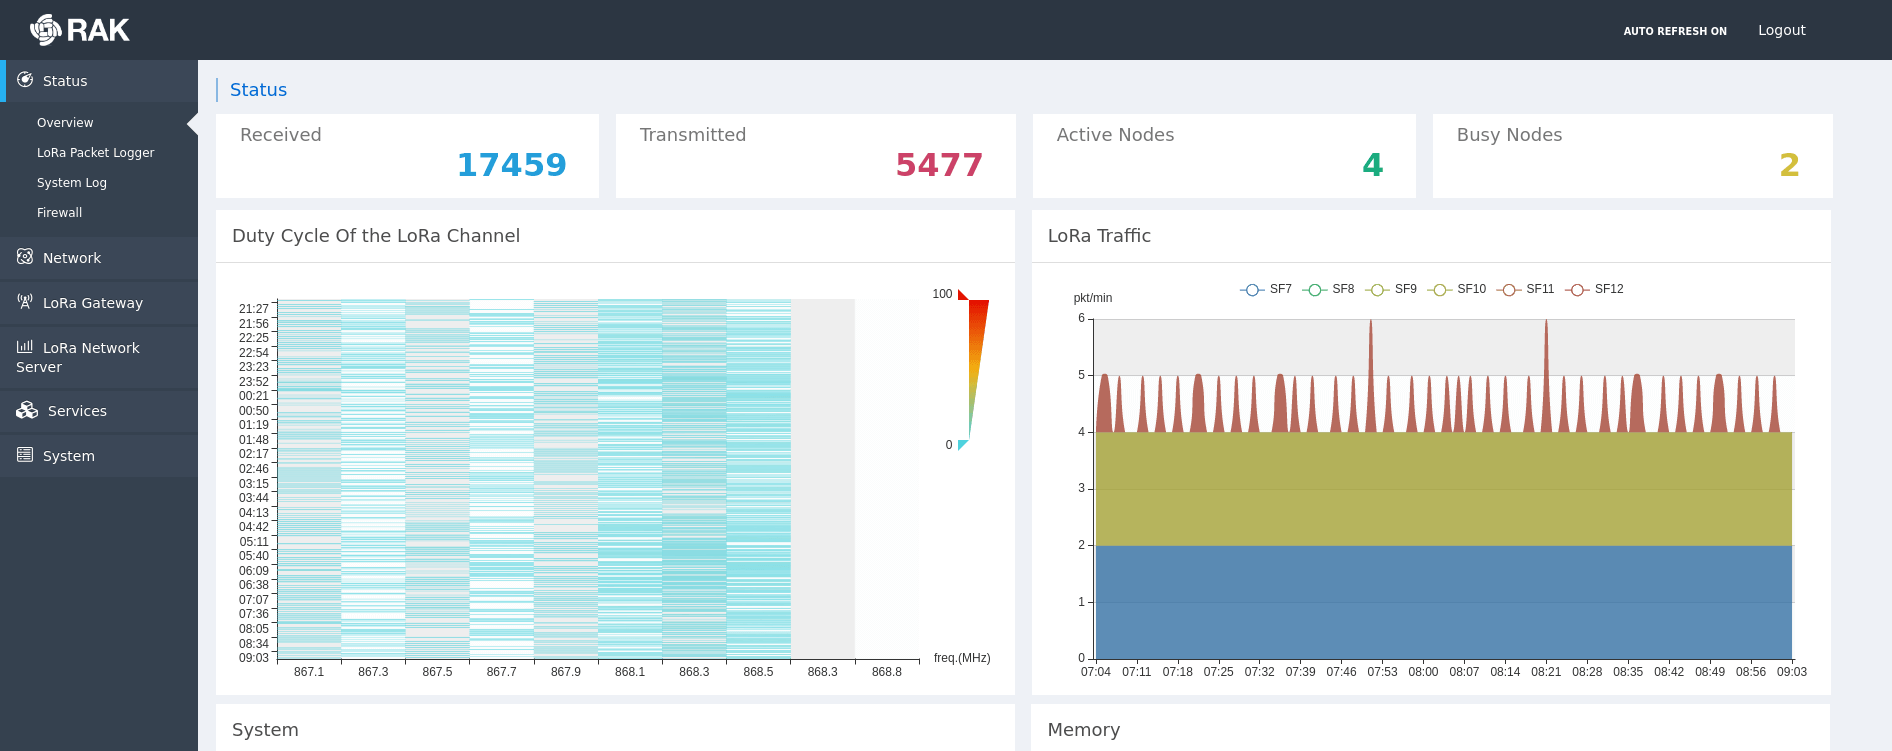 RAK
AUTO REFRESH ON
Logout
Status
Overview
LoRa Packet Logger
System Log
Firewall
Network
LoRa Gateway
LoRa Network
Server
Services
System
Status
Received
17459
Transmitted
5477
Active Nodes
4
Busy Nodes
2
Duty Cycle Of the LoRa Channel
100
0
21:27
21:56
22:25
22:54
23:23
23:52
00:21
00:50
01:19
01:48
02:17
02:46
03:15
03:44
04:13
04:42
05:11
05:40
06:09
06:38
07:07
07:36
08:05
08:34
09:03
freq.(MHz)
867.1 867.3 867.5 867.7 867.9 868.1 868.3 868.5 868.3 868.8
LoRa Traffic
SF7 SF8 SF9 SF10 SF11 SF12
pkt/min
6
5
4
3
2
1
0
07:04 07:11 07:18 07:25 07:32 07:39 07:46 07:53 08:00 08:07 08:14 08:21 08:28 08:35 08:42 08:49 08:56 09:03
System
Memory